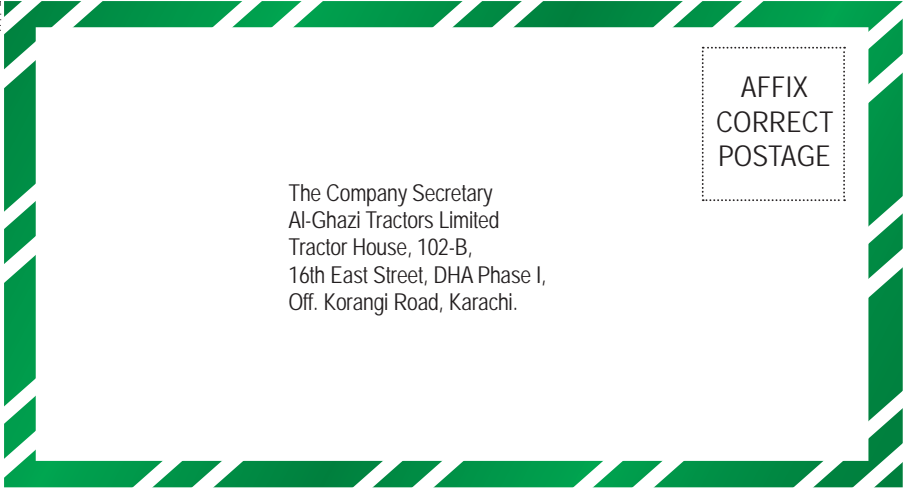 AFFIX
CORRECT
POSTAGE
The Company Secretary
Al-Ghazi Tractors Limited
Tractor House, 102-B,
16th East Street, DHA Phase I,
Off. Korangi Road, Karachi.